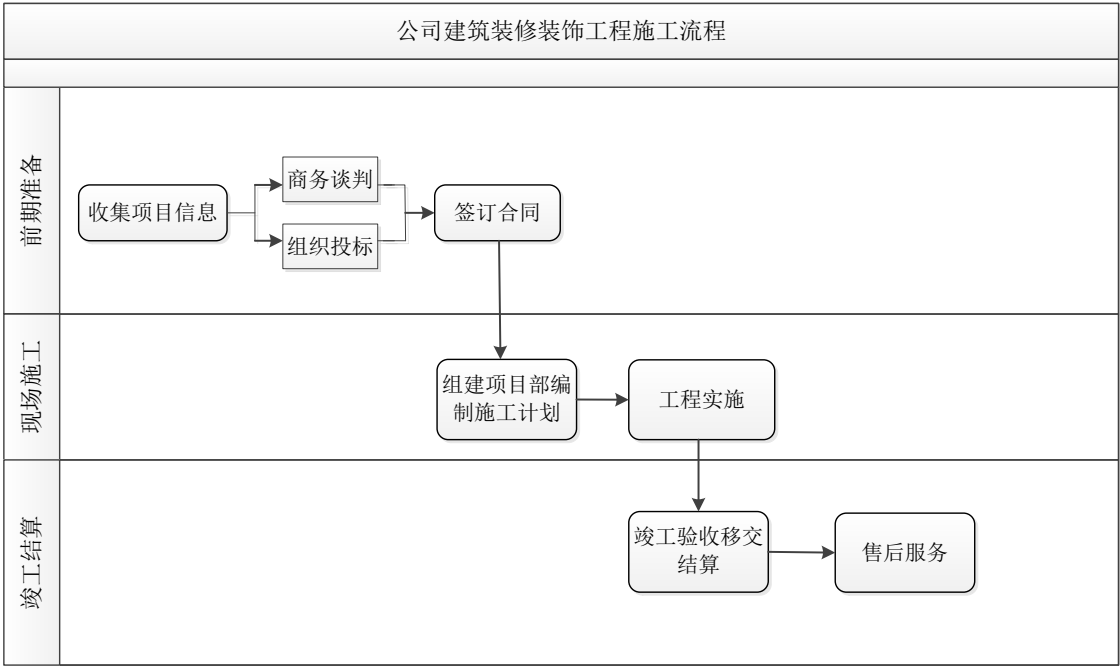 公司建筑装修装饰工程施工流程
前期准备
收集项目信息
商务谈判
组织投标
签订合同
现场施工
组建项目部编
制施工计划
工程实施
竣工结算
竣工验收移交
结算
售后服务